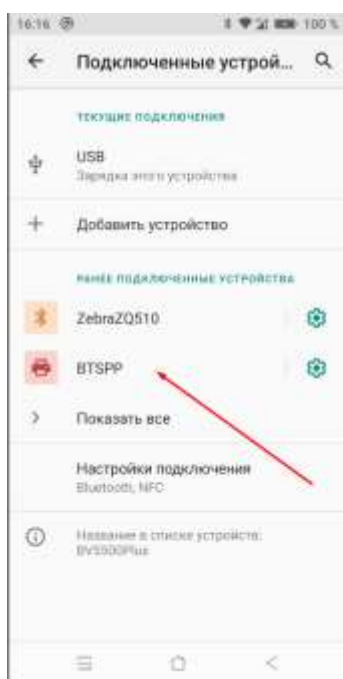 16:16 100 %
Подключенные устрой...
ТЕКУЩИЕ ПОДКЛЮЧЕНИЯ
USB
Зарядка этого устройства
Добавить устройство
РАНЕЕ ПОДКЛЮЧЕННЫЕ УСТРОЙСТВА
ZebraZQ510
BTSPP
Показать все
Настройки подключения
Bluetooth, NFC
Название в списке устройств:
BV5500Plus